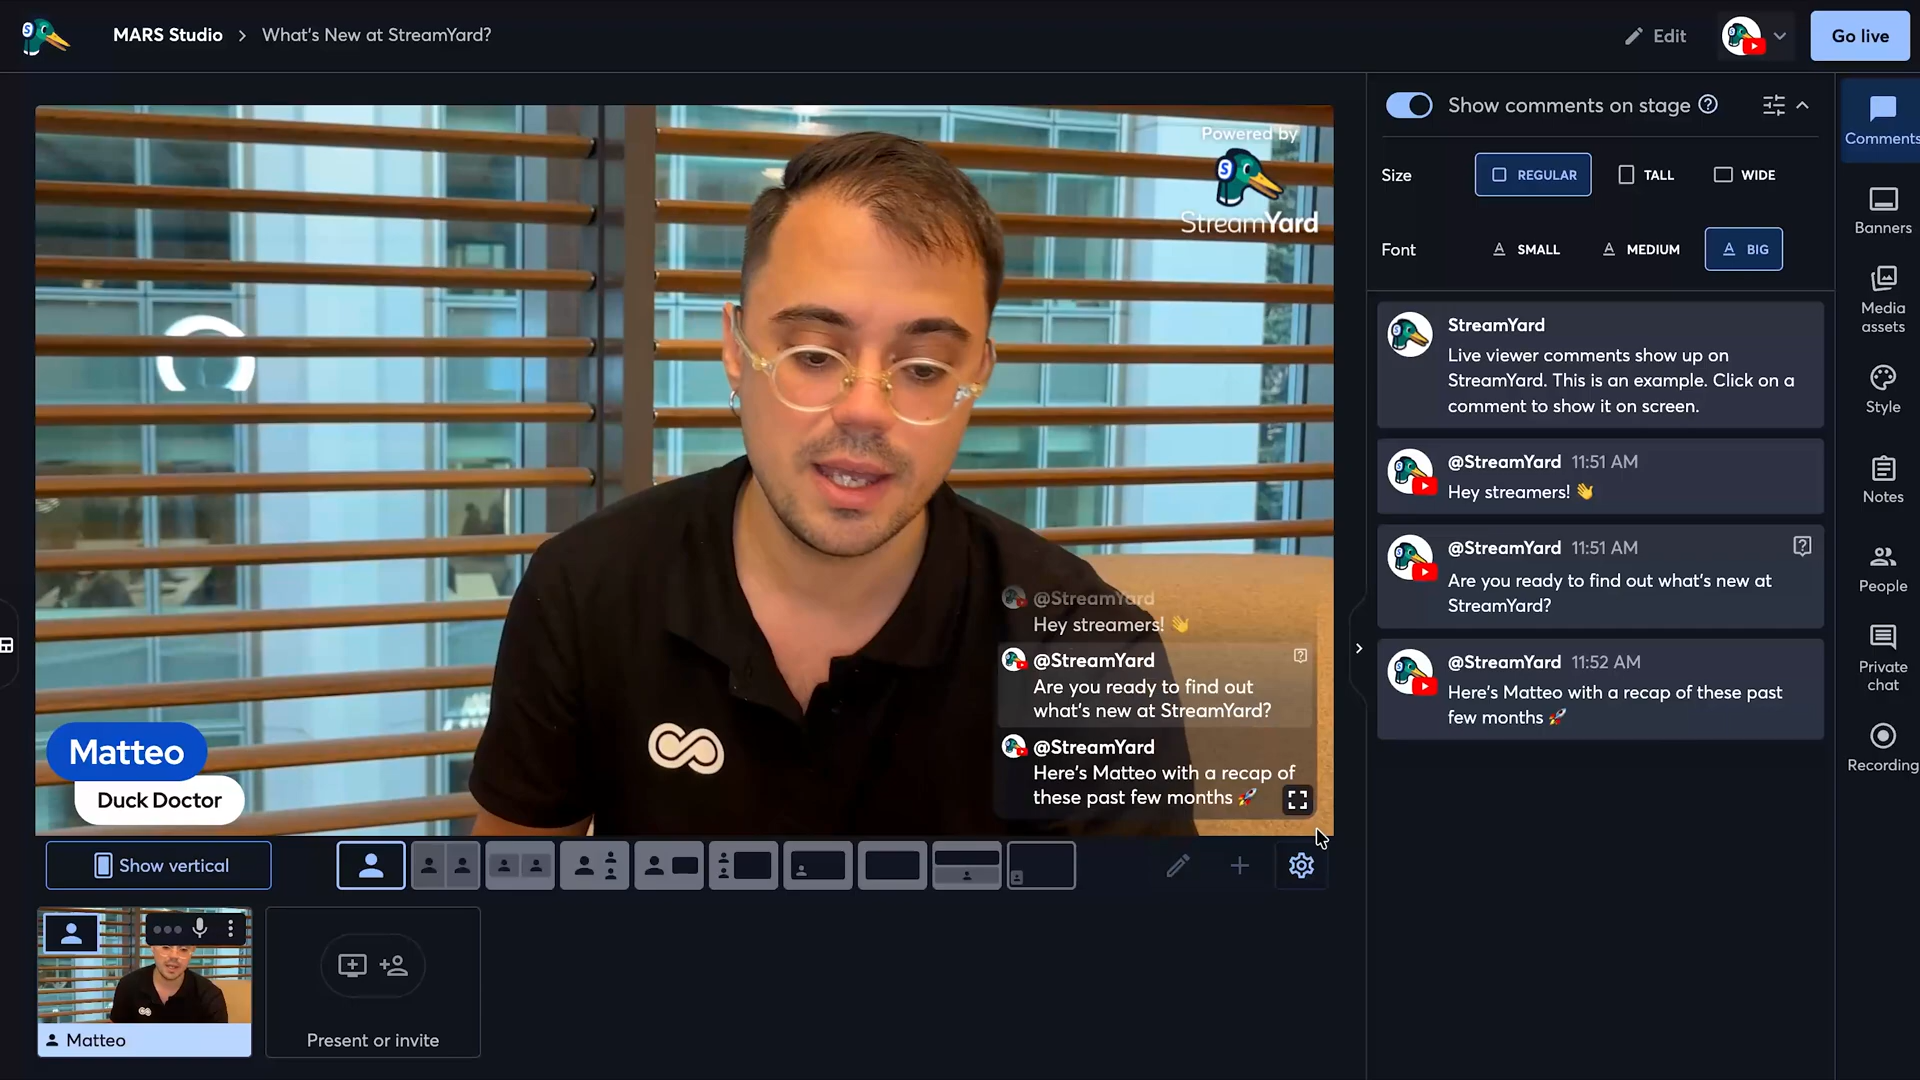 MARS Studio > What's New at StreamYard?
Edit
Go live
Powered by
StreamYard
@StreamYard
Hey streamers! 👋
@StreamYard
Are you ready to find out
what's new at StreamYard?
@StreamYard
Here's Matteo with a recap of
these past few months 🚀
Matteo
Duck Doctor
Show vertical
Matteo
Present or invite
Show comments on stage
Size
REGULAR
TALL
WIDE
Font
SMALL
MEDIUM
BIG
StreamYard
Live viewer comments show up on
StreamYard. This is an example. Click on a
comment to show it on screen.
@StreamYard 11:51 AM
Hey streamers! 👋
@StreamYard 11:51 AM
Are you ready to find out what's new at
StreamYard?
@StreamYard 11:52 AM
Here's Matteo with a recap of these past
few months 🚀
Comments
Banners
Media
assets
Style
Notes
People
Private
chat
Recording